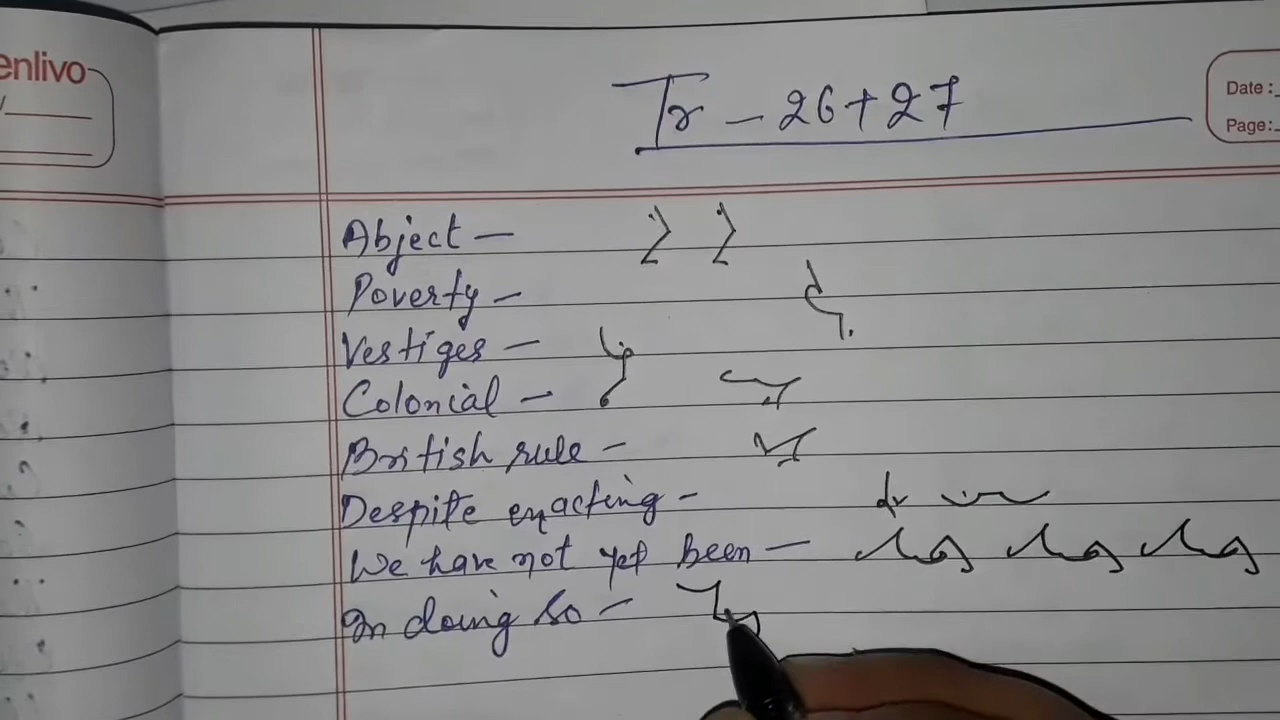 enlivo
Tr - 26+27
Date :
Page:
Abject -
Poverty -
Vestiges -
Colonial -
British rule -
Despite enacting -
We have not yet been -
In doing so -